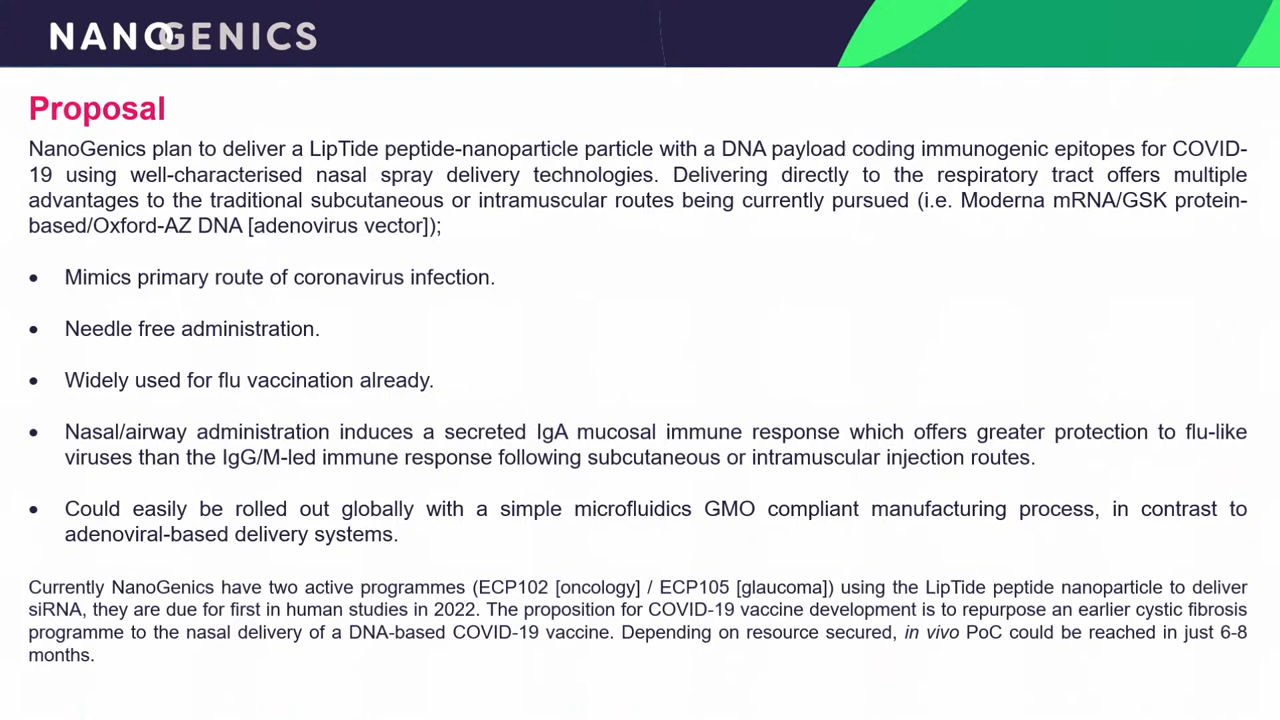 NANOGENICS
Proposal
NanoGenics plan to deliver a LipTide peptide-nanoparticle particle with a DNA payload coding immunogenic epitopes for COVID-
19 using well-characterised nasal spray delivery technologies. Delivering directly to the respiratory tract offers multiple
advantages to the traditional subcutaneous or intramuscular routes being currently pursued (i.e. Moderna mRNA/GSK protein-
based/Oxford-AZ DNA [adenovirus vector]);
• Mimics primary route of coronavirus infection.
• Needle free administration.
• Widely used for flu vaccination already.
• Nasal/airway administration induces a secreted IgA mucosal immune response which offers greater protection to flu-like
viruses than the IgG/M-led immune response following subcutaneous or intramuscular injection routes.
• Could easily be rolled out globally with a simple microfluidics GMO compliant manufacturing process, in contrast to
adenoviral-based delivery systems.
Currently NanoGenics have two active programmes (ECP102 [oncology] / ECP105 [glaucoma]) using the LipTide peptide nanoparticle to deliver
siRNA, they are due for first in human studies in 2022. The proposition for COVID-19 vaccine development is to repurpose an earlier cystic fibrosis
programme to the nasal delivery of a DNA-based COVID-19 vaccine. Depending on resource secured, in vivo PoC could be reached in just 6-8
months.